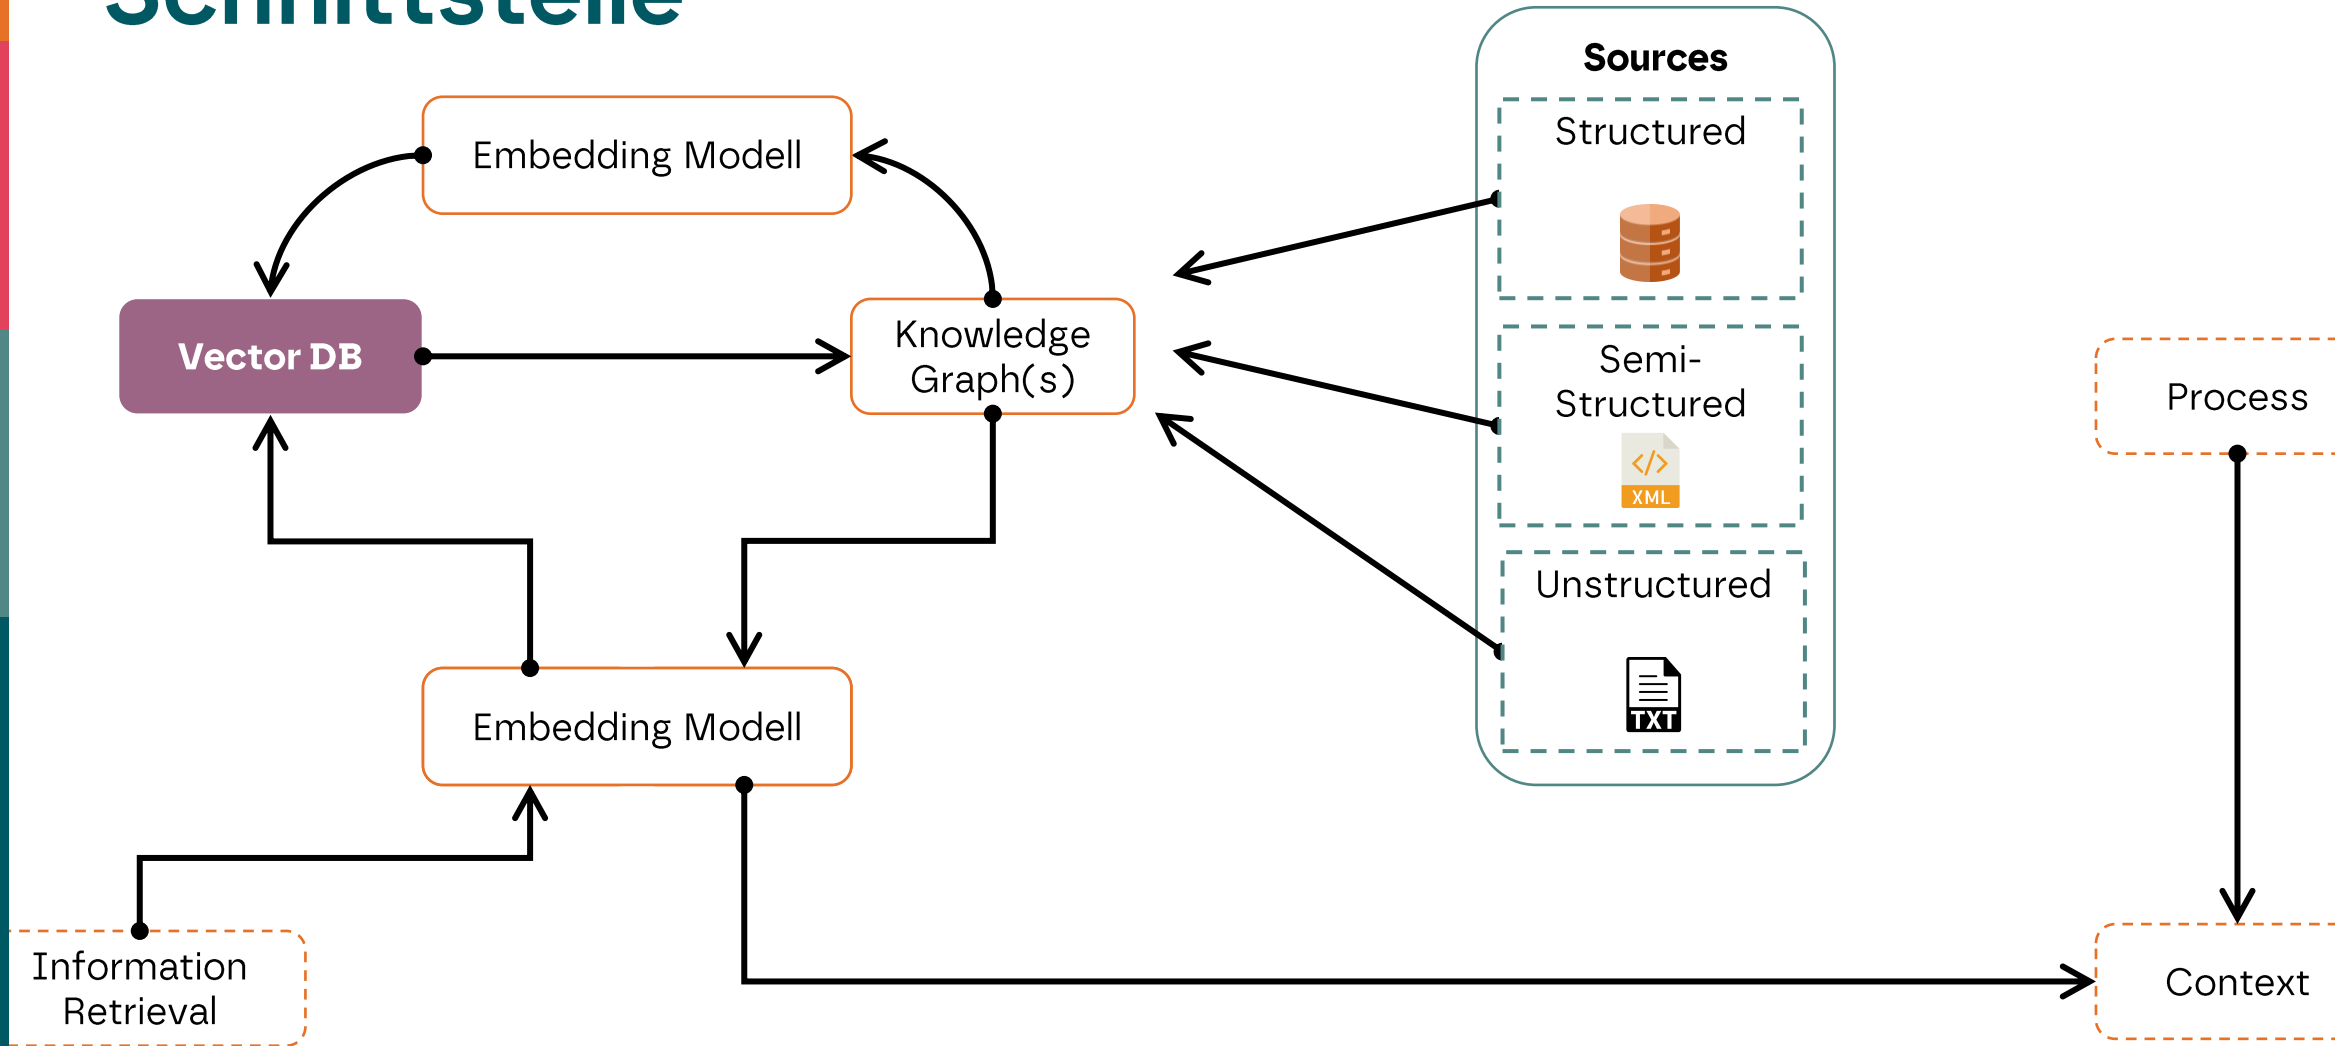 Schnittstelle
Sources
Structured
Embedding Modell
Vector DB
Knowledge
Graph(s)
Semi-
Structured
XML
Process
Unstructured
TXT
Embedding Modell
Information
Retrieval
Context